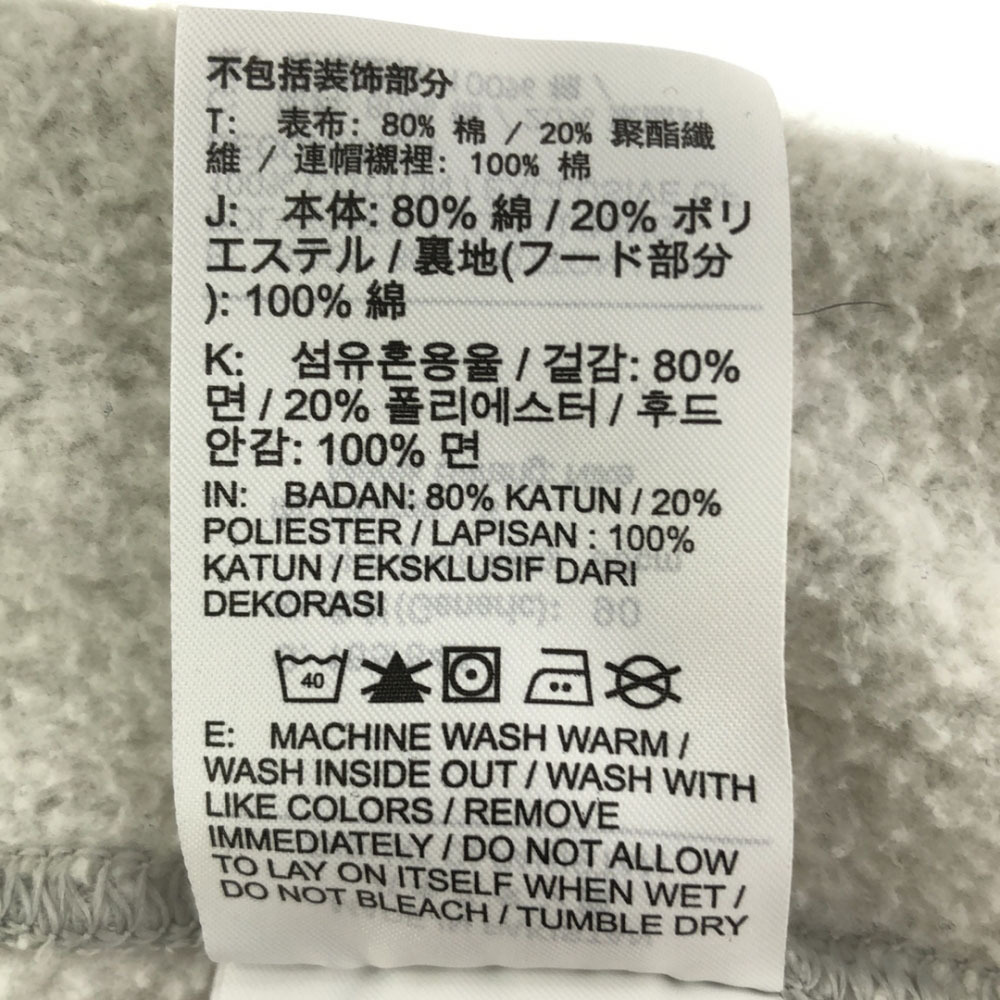 不包括装饰部分
T: 表布: 80% 棉 / 20% 聚酯纖
維 / 連帽襯裡: 100% 棉
J: 本体: 80% 綿 / 20% ポリ
エステル / 裏地(フード部分
): 100% 綿
K: 섬유혼용율 / 겉감: 80%
면 / 20% 폴리에스터 / 후드
안감: 100% 면
IN: BADAN: 80% KATUN / 20%
POLIESTER / LAPISAN : 100%
KATUN / EKSKLUSIF DARI
DEKORASI
40
E: MACHINE WASH WARM /
WASH INSIDE OUT / WASH WITH
LIKE COLORS / REMOVE
IMMEDIATELY / DO NOT ALLOW
TO LAY ON ITSELF WHEN WET /
DO NOT BLEACH / TUMBLE DRY